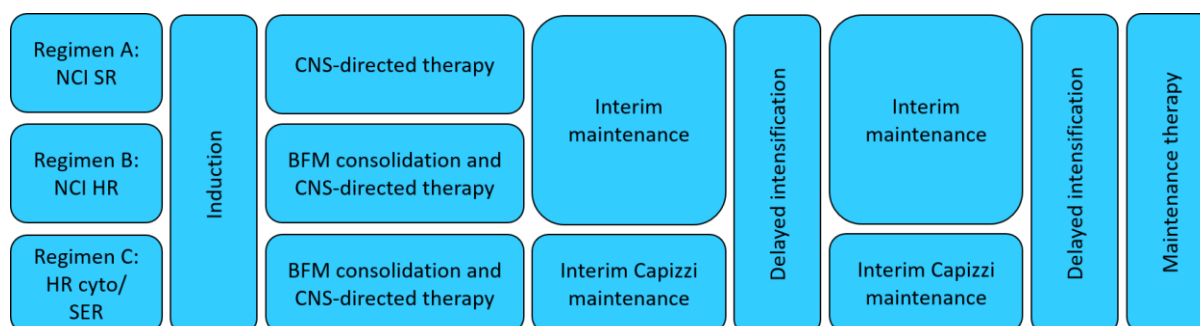 Regimen A:
NCI SR
Regimen B:
NCI HR
Regimen C:
HR cyto/
SER
Induction
CNS-directed therapy
BFM consolidation and
CNS-directed therapy
BFM consolidation and
CNS-directed therapy
Interim
maintenance
Interim Capizzi
maintenance
Delayed intensification
Interim
maintenance
Interim Capizzi
maintenance
Delayed intensification
Maintenance therapy